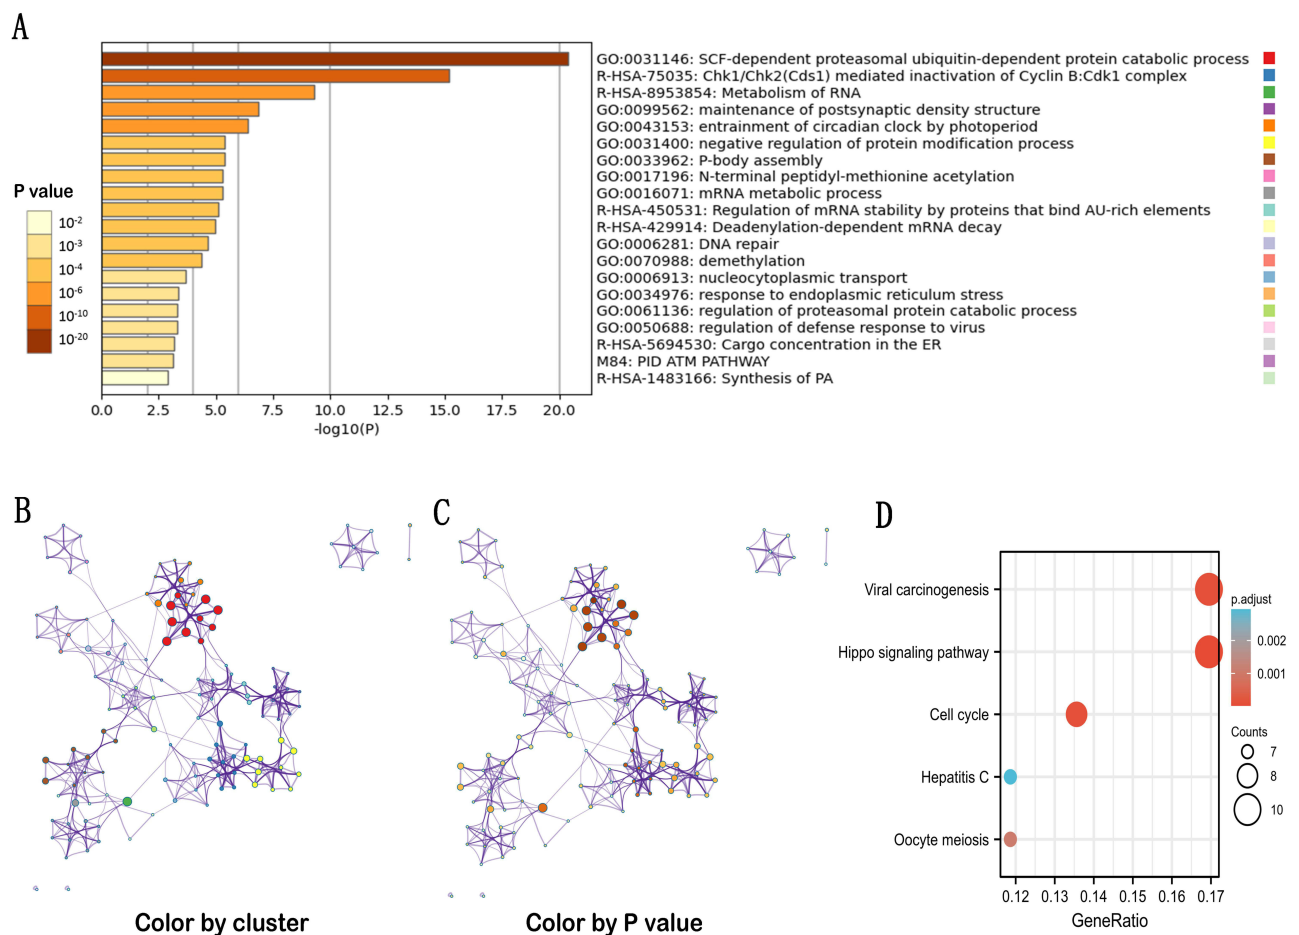 A
GO:0031146: SCF-dependent proteasomal ubiquitin-dependent protein catabolic process
R-HSA-75035: Chk1/Chk2(Cds1) mediated inactivation of Cyclin B:Cdk1 complex
R-HSA-8953854: Metabolism of RNA
GO:0099562: maintenance of postsynaptic density structure
GO:0043153: entrainment of circadian clock by photoperiod
GO:0031400: negative regulation of protein modification process
GO:0033962: P-body assembly
GO:0017196: N-terminal peptidyl-methionine acetylation
GO:0016071: mRNA metabolic process
R-HSA-450531: Regulation of mRNA stability by proteins that bind AU-rich elements
R-HSA-429914: Deadenylation-dependent mRNA decay
GO:0006281: DNA repair
GO:0070988: demethylation
GO:0006913: nucleocytoplasmic transport
GO:0034976: response to endoplasmic reticulum stress
GO:0061136: regulation of proteasomal protein catabolic process
GO:0050688: regulation of defense response to virus
R-HSA-5694530: Cargo concentration in the ER
M84: PID ATM PATHWAY
R-HSA-1483166: Synthesis of PA
P value
10-2
10-3
10-4
10-6
10-10
10-20
0.0 2.5 5.0 7.5 10.0 12.5 15.0 17.5 20.0
-log10(P)
B
Color by cluster
C
Color by P value
D
Viral carcinogenesis
Hippo signaling pathway
Cell cycle
Hepatitis C
Oocyte meiosis
0.12 0.13 0.14 0.15 0.16 0.17
GeneRatio
p.adjust
0.002
0.001
Counts
7
8
10